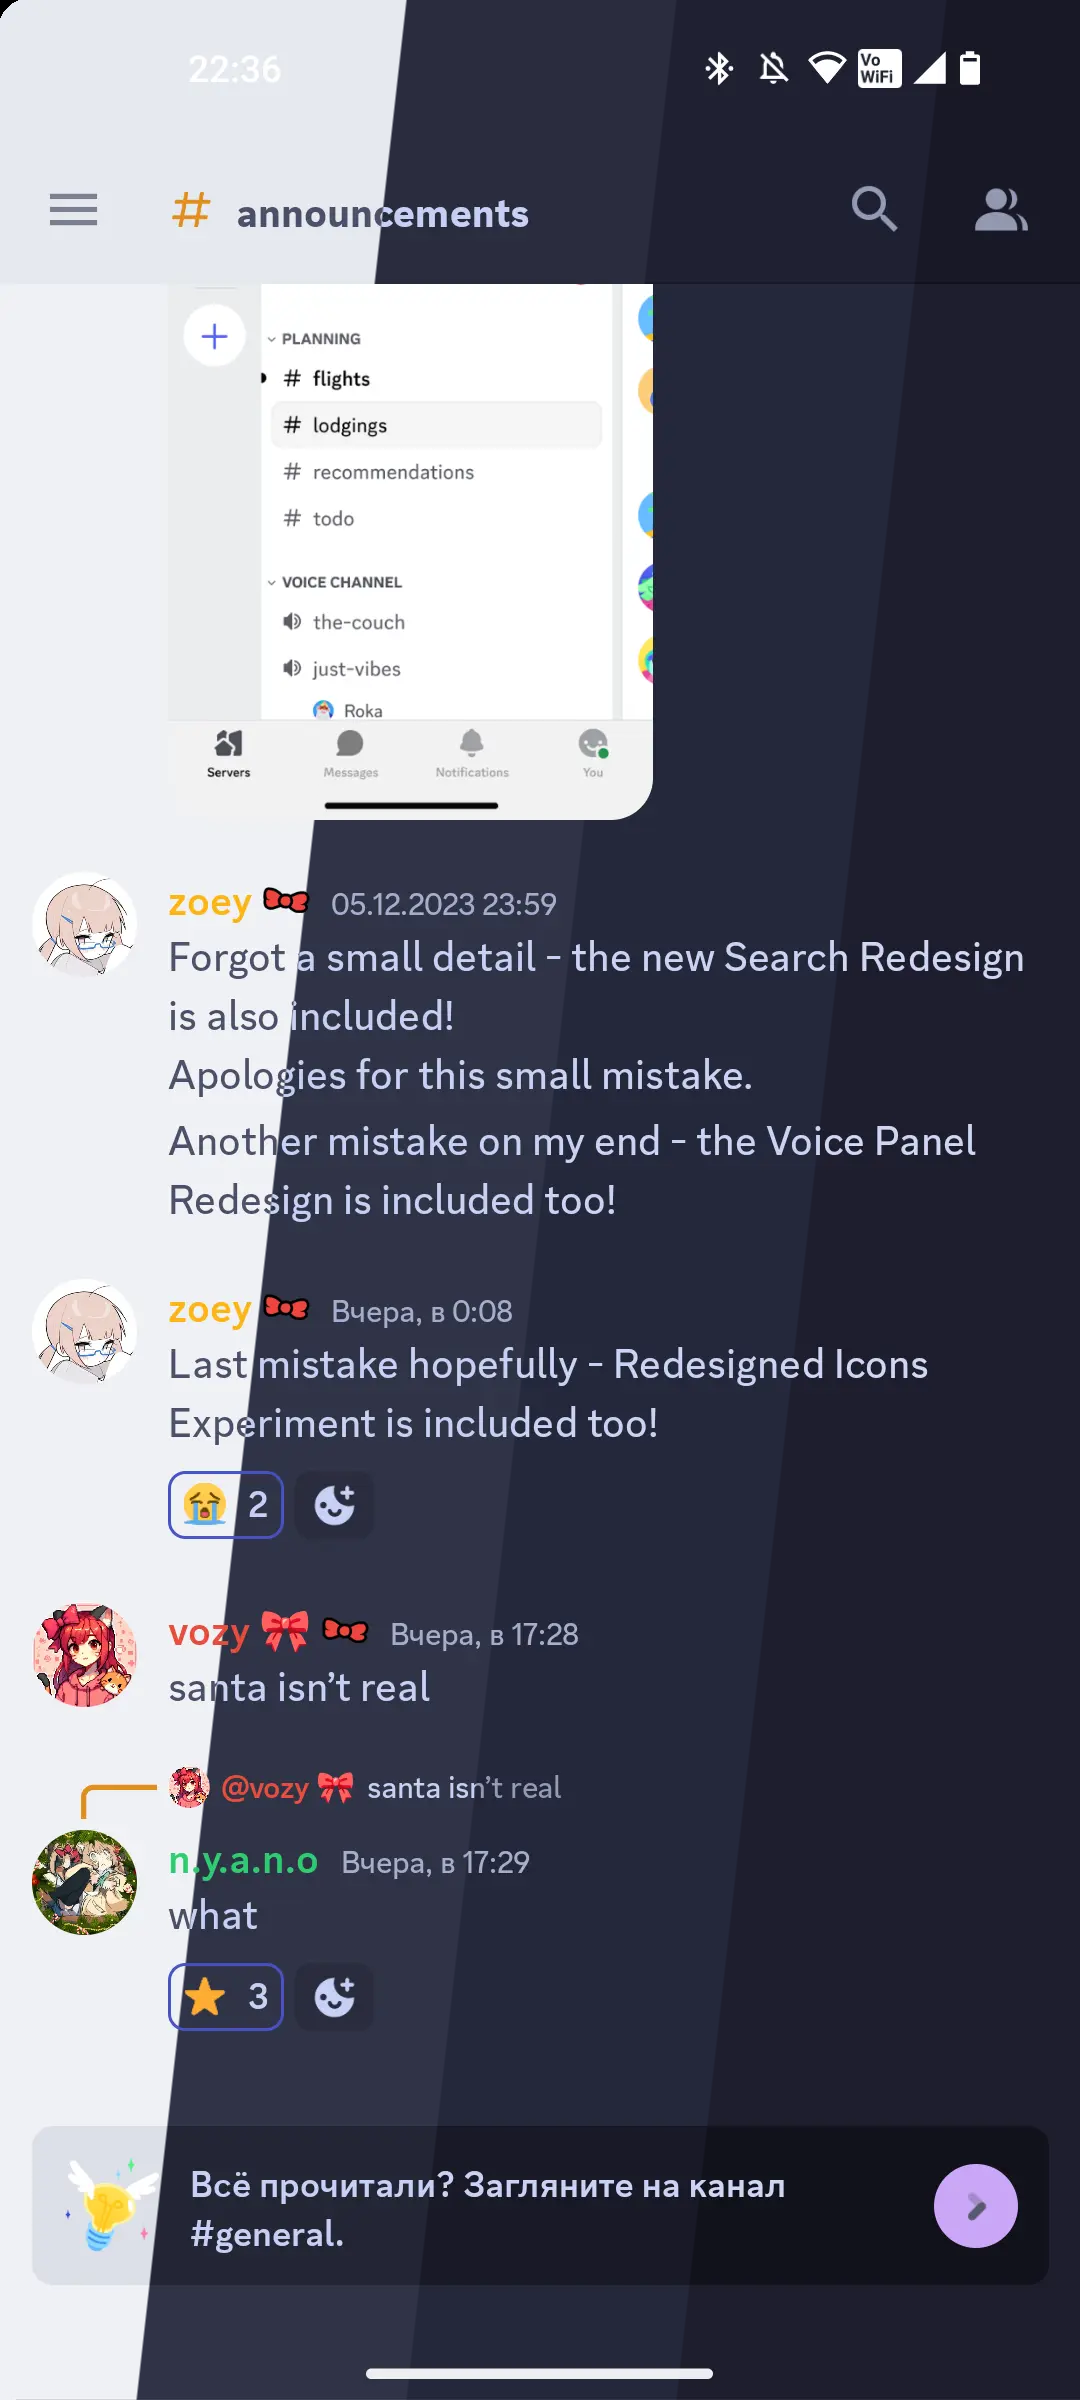 22:36
Vo
WiFi
# announcements
PLANNING
# flights
# lodgings
# recommendations
# todo
VOICE CHANNEL
the-couch
just-vibes
Roka
Servers Messages Notifications You
zoey 05.12.2023 23:59
Forgot a small detail - the new Search Redesign
is also included!
Apologies for this small mistake.
Another mistake on my end - the Voice Panel
Redesign is included too!
zoey Вчера, в 0:08
Last mistake hopefully - Redesigned Icons
Experiment is included too!
2
vozy Вчера, в 17:28
santa isn’t real
@vozy santa isn’t real
n.y.a.n.o Вчера, в 17:29
what
3
Всё прочитали? Загляните на канал
#general.